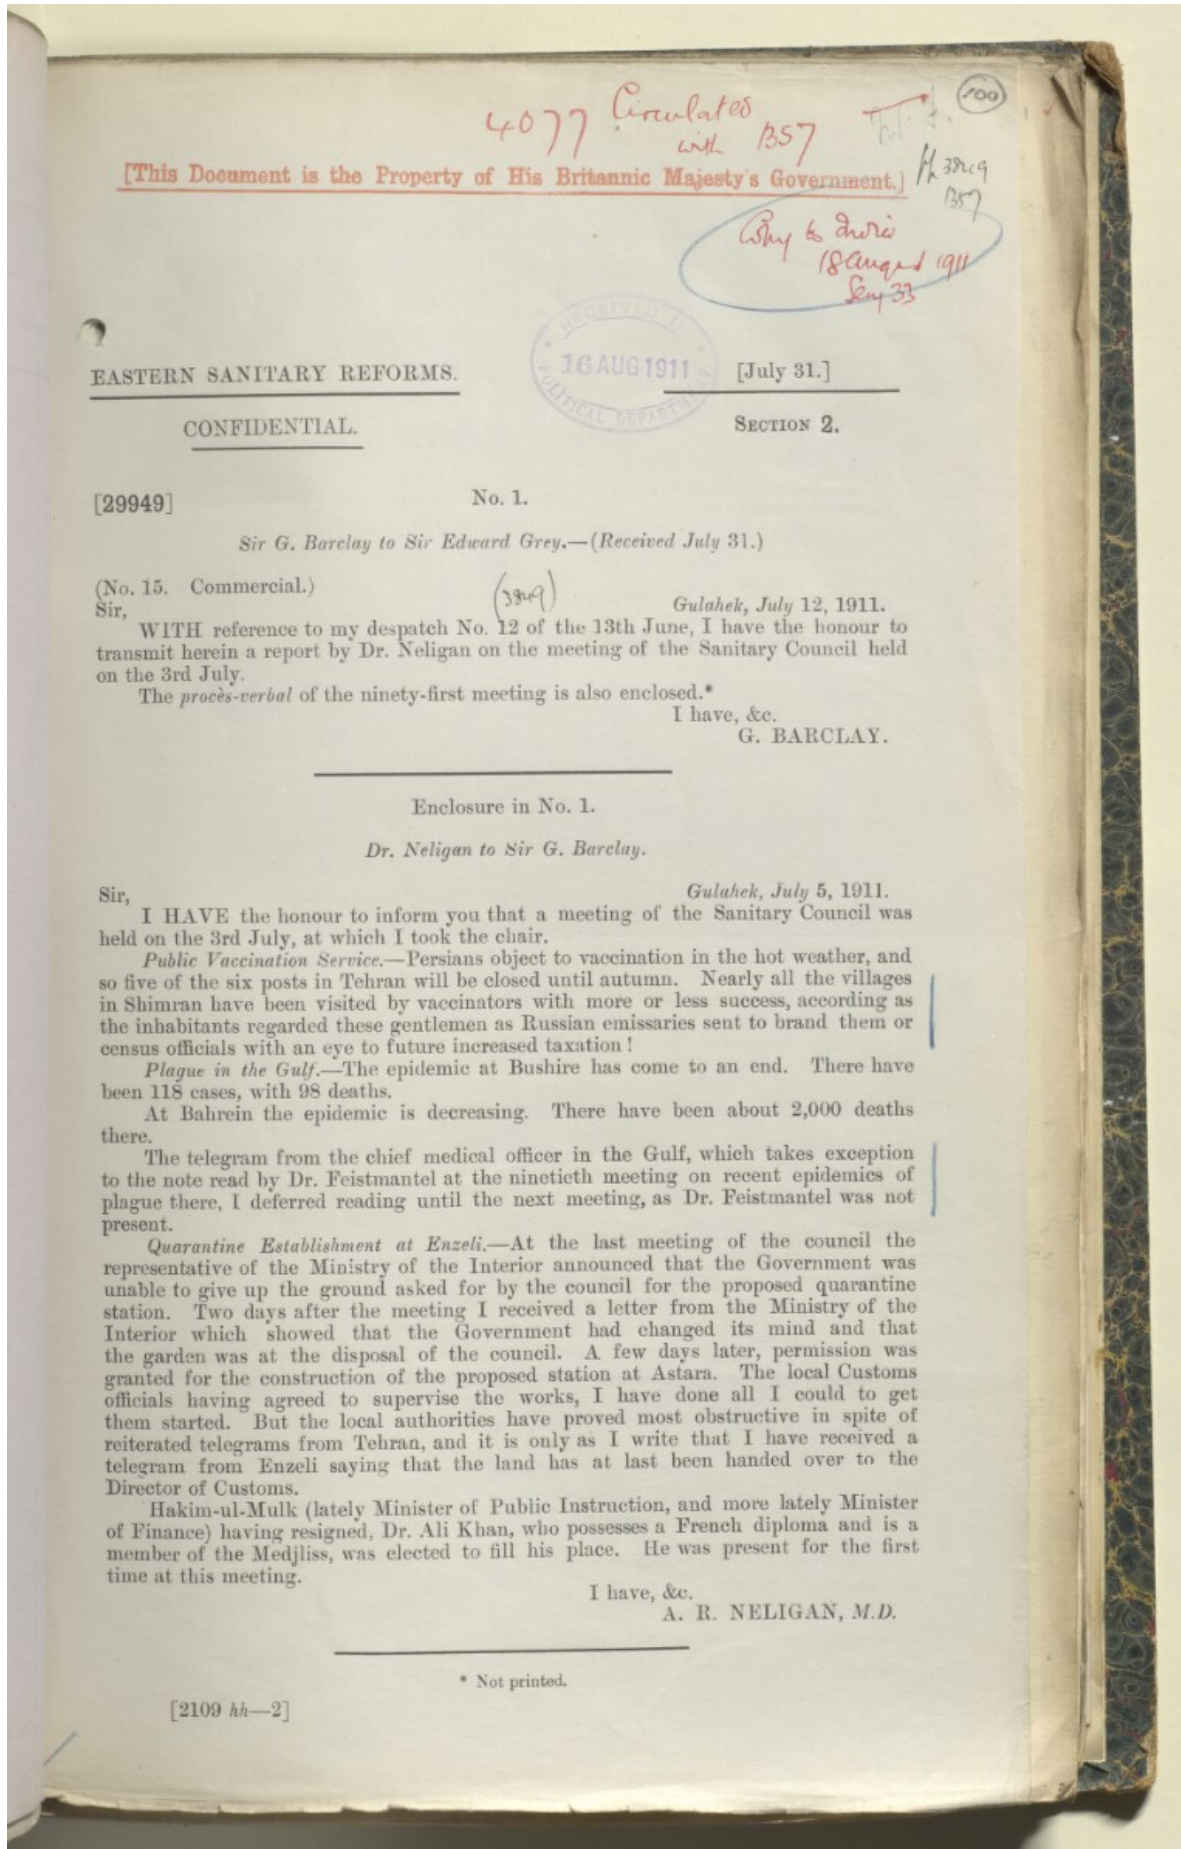 100
4077 Circulated
with B57
[This Document is the Property of His Britannic Majesty's Government.]
3849
B57
Copy to India
18 August 1911
Secy 33
RECEIVED IN
16 AUG 1911
POLITICAL DEPARTMENT
EASTERN SANITARY REFORMS.
[July 31.]
CONFIDENTIAL.
SECTION 2.
[29949]
No. 1.
Sir G. Barclay to Sir Edward Grey.—(Received July 31.)
(No. 15. Commercial.)
(3849)
Sir,
Gulahek, July 12, 1911.
WITH reference to my despatch No. 12 of the 13th June, I have the honour to
transmit herein a report by Dr. Neligan on the meeting of the Sanitary Council held
on the 3rd July.
The procès-verbal of the ninety-first meeting is also enclosed.*
I have, &c.
G. BARCLAY.
Enclosure in No. 1.
Dr. Neligan to Sir G. Barclay.
Sir,
Gulahek, July 5, 1911.
I HAVE the honour to inform you that a meeting of the Sanitary Council was
held on the 3rd July, at which I took the chair.
Public Vaccination Service.—Persians object to vaccination in the hot weather, and
so five of the six posts in Tehran will be closed until autumn. Nearly all the villages
in Shimran have been visited by vaccinators with more or less success, according as
the inhabitants regarded these gentlemen as Russian emissaries sent to brand them or
census officials with an eye to future increased taxation!
Plague in the Gulf.—The epidemic at Bushire has come to an end. There have
been 118 cases, with 98 deaths.
At Bahrein the epidemic is decreasing. There have been about 2,000 deaths
there.
The telegram from the chief medical officer in the Gulf, which takes exception
to the note read by Dr. Feistmantel at the ninetieth meeting on recent epidemics of
plague there, I deferred reading until the next meeting, as Dr. Feistmantel was not
present.
Quarantine Establishment at Enzeli.—At the last meeting of the council the
representative of the Ministry of the Interior announced that the Government was
unable to give up the ground asked for by the council for the proposed quarantine
station. Two days after the meeting I received a letter from the Ministry of the
Interior which showed that the Government had changed its mind and that
the garden was at the disposal of the council. A few days later, permission was
granted for the construction of the proposed station at Astara. The local Customs
officials having agreed to supervise the works, I have done all I could to get
them started. But the local authorities have proved most obstructive in spite of
reiterated telegrams from Tehran, and it is only as I write that I have received a
telegram from Enzeli saying that the land has at last been handed over to the
Director of Customs.
Hakim-ul-Mulk (lately Minister of Public Instruction, and more lately Minister
of Finance) having resigned, Dr. Ali Khan, who possesses a French diploma and is a
member of the Medjliss, was elected to fill his place. He was present for the first
time at this meeting.
I have, &c.
A. R. NELIGAN, M.D.
* Not printed.
[2109 hh—2]